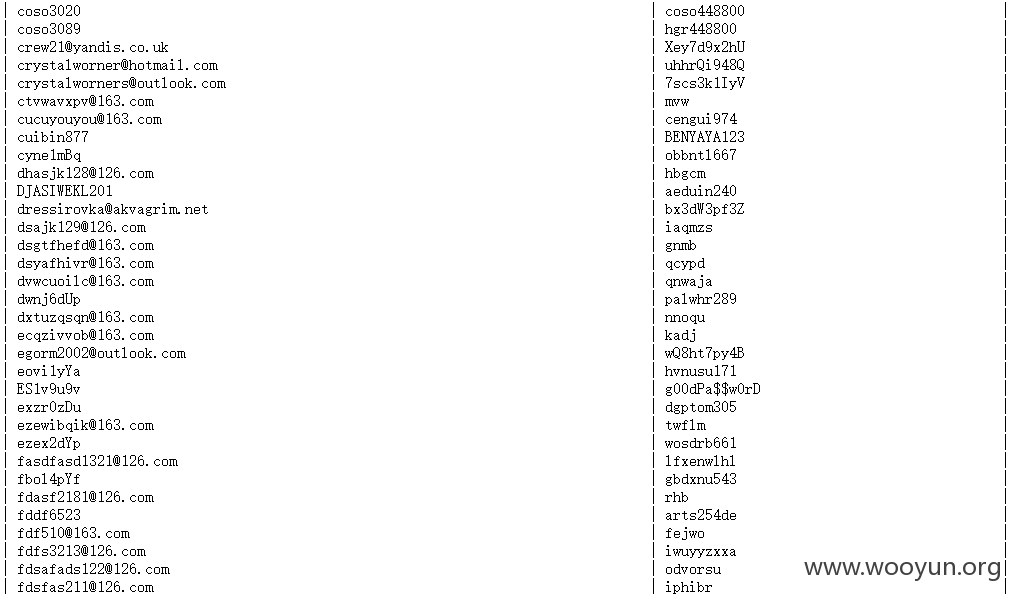 | coso3020 | coso448800 |
| coso3089 | hgr448800 |
| crew21@yandis.co.uk | Xey7d9x2hU |
| crystalworner@hotmail.com | uhhrQi948Q |
| crystalworners@outlook.com | 7scs3k1IyV |
| ctvwavxpv@163.com | mvw |
| cucuyouyou@163.com | cengui974 |
| cuibin877 | BENYAYA123 |
| cynelmBq | obbnt1667 |
| dhasjk128@126.com | hbgcm |
| DJASIWEKL201 | aeduin240 |
| dressirovka@akvagrim.net | bx3dW3pf3Z |
| dsajk129@126.com | iaqmzs |
| dsgtfhefd@163.com | gnmb |
| dsyafhivr@163.com | qcypd |
| dvwcuoilc@163.com | qnwaja |
| dwnj6dUp | palwhr289 |
| dxtuzqsqn@163.com | nnoqu |
| ecqzivvob@163.com | kadj |
| egorm2002@outlook.com | wQ8ht7py4B |
| eovi1yYa | hvnusu171 |
| ES1v9u9v | g00dPa$$w0rD |
| exzr0zDu | dgptom305 |
| ezewibqik@163.com | twflm |
| ezex2dYp | wosdrb661 |
| fasdfasd1321@126.com | lfxenwlhl |
| fbol4pYf | gbdxnu543 |
| fdasf2181@126.com | rhb |
| fddf6523 | arts254de |
| fdf510@163.com | fejwo |
| fdfs3213@126.com | iwuyyzxxa |
| fdsafads122@126.com | odvorsu |
| fdsfas211@126.com | iphibr |
www.wooyun.org